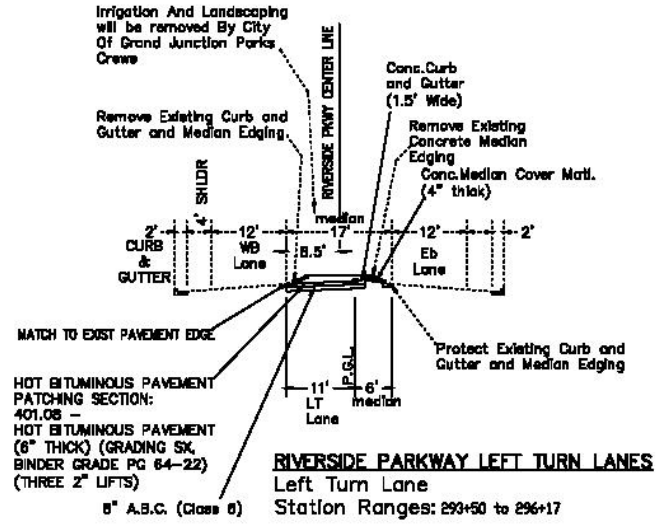 Irrigation And Landscaping
will be removed By City
Of Grand Junction Parks
Crews
RIVERSIDE PKWY CENTER LINE
Conc.Curb
and Gutter
(1.5' Wide)
Remove Existing Curb and
Gutter and Median Edging
Remove Existing
Concrete Median
Edging
Conc.Median Cover Matl.
(4" thick)
4' SHLDR
median
2'
12'
17'
12'
2'
CURB
&
GUTTER
WB
Lane
8.5'
Eb
Lane
MATCH TO EXIST PAVEMENT EDGE
Protect Existing Curb and
Gutter and Median Edging
P.G.L.
11'
6'
LT
Lane
median
HOT BITUMINOUS PAVEMENT
PATCHING SECTION:
401.08 -
HOT BITUMINOUS PAVEMENT
(6" THICK) (GRADING SX,
BINDER GRADE PG 64-22)
(THREE 2" LIFTS)
A.B.C. (Class 6)
RIVERSIDE PARKWAY LEFT TURN LANES
Left Turn Lane
Station Ranges: 293+50 to 296+17